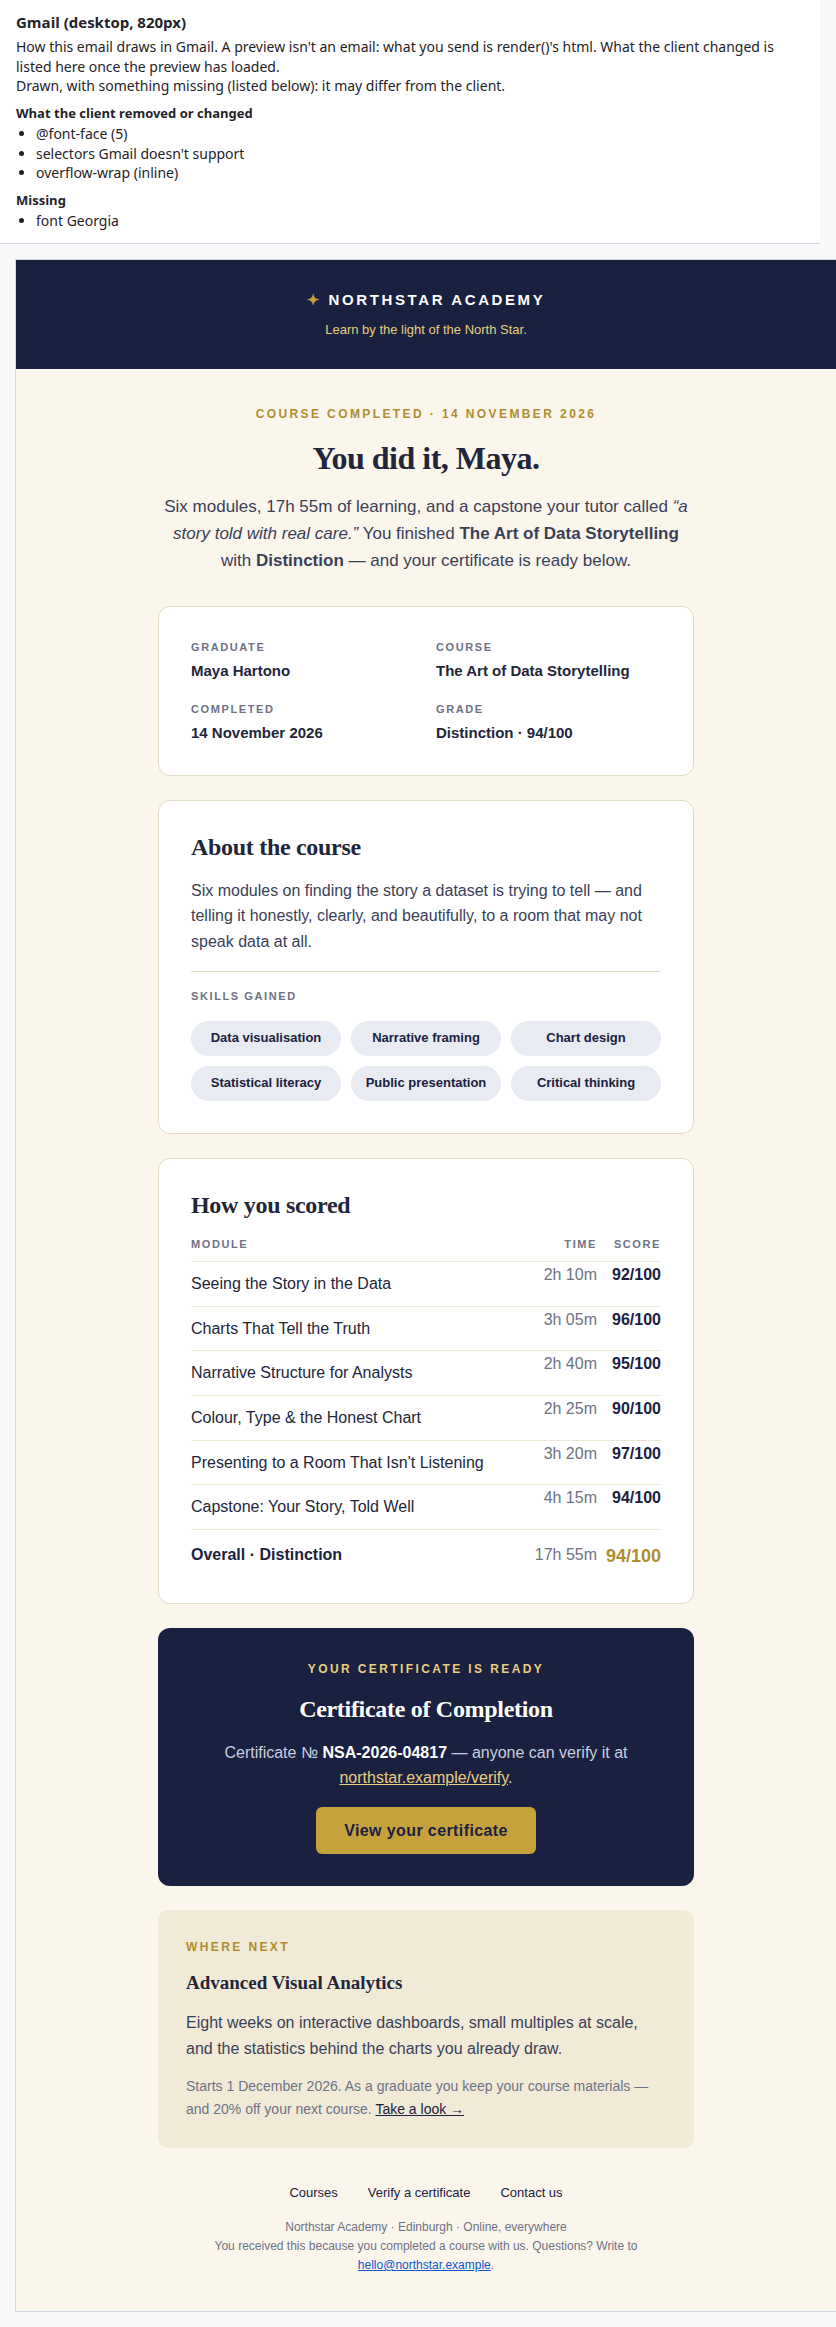 Gmail (desktop, 820px)
How this email draws in Gmail. A preview isn't an email: what you send is render()'s html. What the client changed is
listed here once the preview has loaded.
Drawn, with something missing (listed below): it may differ from the client.
What the client removed or changed
• @font-face (5)
• selectors Gmail doesn't support
• overflow-wrap (inline)
Missing
• font Georgia
✦ NORTHSTAR ACADEMY
Learn by the light of the North Star.
COURSE COMPLETED · 14 NOVEMBER 2026
You did it, Maya.
Six modules, 17h 55m of learning, and a capstone your tutor called “a
story told with real care.” You finished The Art of Data Storytelling
with Distinction — and your certificate is ready below.
GRADUATE COURSE
Maya Hartono The Art of Data Storytelling
COMPLETED GRADE
14 November 2026 Distinction · 94/100
About the course
Six modules on finding the story a dataset is trying to tell — and
telling it honestly, clearly, and beautifully, to a room that may not
speak data at all.
SKILLS GAINED
Data visualisation Narrative framing Chart design
Statistical literacy Public presentation Critical thinking
How you scored
MODULE TIME SCORE
Seeing the Story in the Data 2h 10m 92/100
Charts That Tell the Truth 3h 05m 96/100
Narrative Structure for Analysts 2h 40m 95/100
Colour, Type & the Honest Chart 2h 25m 90/100
Presenting to a Room That Isn't Listening 3h 20m 97/100
Capstone: Your Story, Told Well 4h 15m 94/100
Overall · Distinction 17h 55m 94/100
YOUR CERTIFICATE IS READY
Certificate of Completion
Certificate № NSA-2026-04817 — anyone can verify it at
northstar.example/verify.
View your certificate
WHERE NEXT
Advanced Visual Analytics
Eight weeks on interactive dashboards, small multiples at scale,
and the statistics behind the charts you already draw.
Starts 1 December 2026. As a graduate you keep your course materials —
and 20% off your next course. Take a look →
Courses Verify a certificate Contact us
Northstar Academy · Edinburgh · Online, everywhere
You received this because you completed a course with us. Questions? Write to
hello@northstar.example.